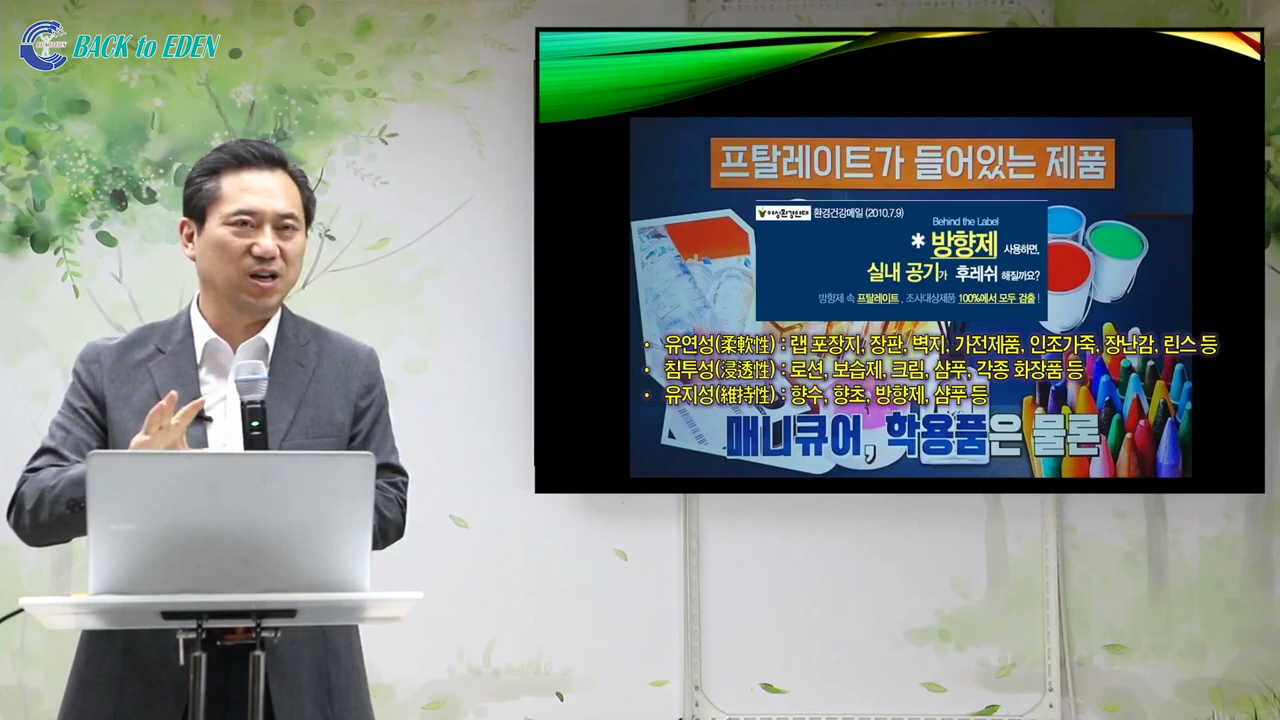 BACK to EDEN
프탈레이트가 들어있는 제품
여성환경연대 환경건강메일 (2010.7.9)
Behind the Label
* 방향제 사용하면,
실내 공기가 후레쉬 해질까요?
방향제 속 프탈레이트, 조사대상제품 100%에서 모두 검출!
• 유연성(柔軟性) : 랩 포장지, 장판, 벽지, 가전제품, 인조가죽, 장난감, 린스 등
• 침투성(浸透性) : 로션, 보습제, 크림, 샴푸, 각종 화장품 등
• 유지성(維持性) : 향수, 향초, 방향제, 샴푸 등
매니큐어, 학용품은 물론